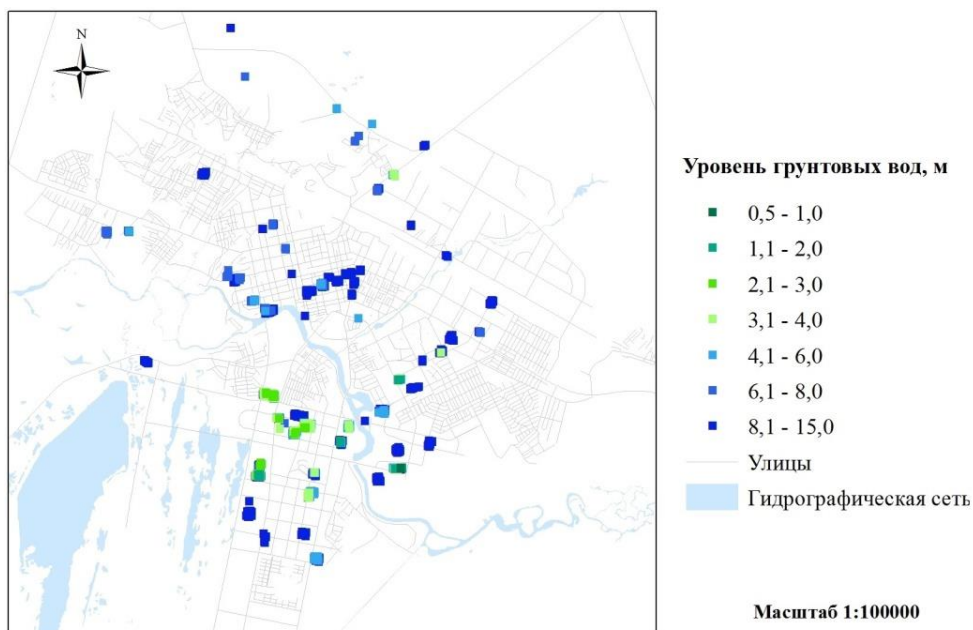 N
Уровень грунтовых вод, м
0,5 - 1,0
1,1 - 2,0
2,1 - 3,0
3,1 - 4,0
4,1 - 6,0
6,1 - 8,0
8,1 - 15,0
Улицы
Гидрографическая сеть
Масштаб 1:100000